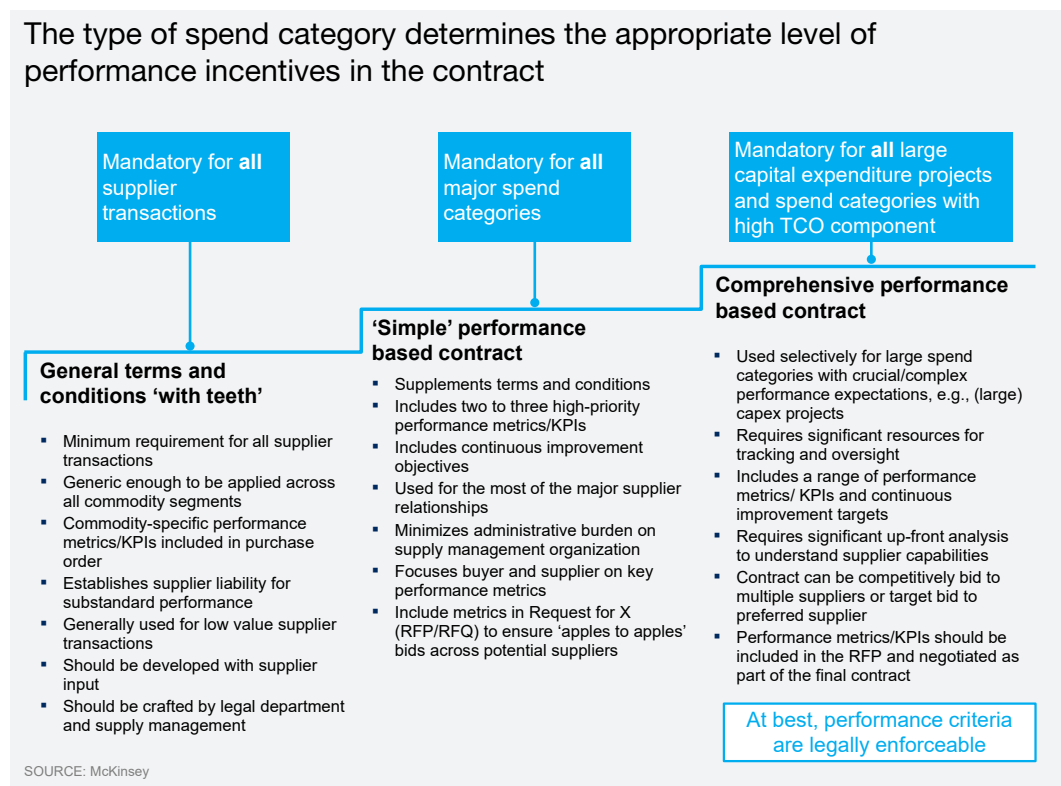 The type of spend category determines the appropriate level of
performance incentives in the contract
Mandatory for all
supplier
transactions
General terms and
conditions ‘with teeth’
▪ Minimum requirement for all supplier
transactions
▪ Generic enough to be applied across
all commodity segments
▪ Commodity-specific performance
metrics/KPIs included in purchase
order
▪ Establishes supplier liability for
substandard performance
▪ Generally used for low value supplier
transactions
▪ Should be developed with supplier
input
▪ Should be crafted by legal department
and supply management
Mandatory for all
major spend
categories
‘Simple’ performance
based contract
▪ Supplements terms and conditions
▪ Includes two to three high-priority
performance metrics/KPIs
▪ Includes continuous improvement
objectives
▪ Used for the most of the major supplier
relationships
▪ Minimizes administrative burden on
supply management organization
▪ Focuses buyer and supplier on key
performance metrics
▪ Include metrics in Request for X
(RFP/RFQ) to ensure ‘apples to apples’
bids across potential suppliers
Mandatory for all large
capital expenditure projects
and spend categories with
high TCO component
Comprehensive performance
based contract
▪ Used selectively for large spend
categories with crucial/complex
performance expectations, e.g., (large)
capex projects
▪ Requires significant resources for
tracking and oversight
▪ Includes a range of performance
metrics/ KPIs and continuous
improvement targets
▪ Requires significant up-front analysis
to understand supplier capabilities
▪ Contract can be competitively bid to
multiple suppliers or target bid to
preferred supplier
▪ Performance metrics/KPIs should be
included in the RFP and negotiated as
part of the final contract
At best, performance criteria
are legally enforceable
SOURCE: McKinsey